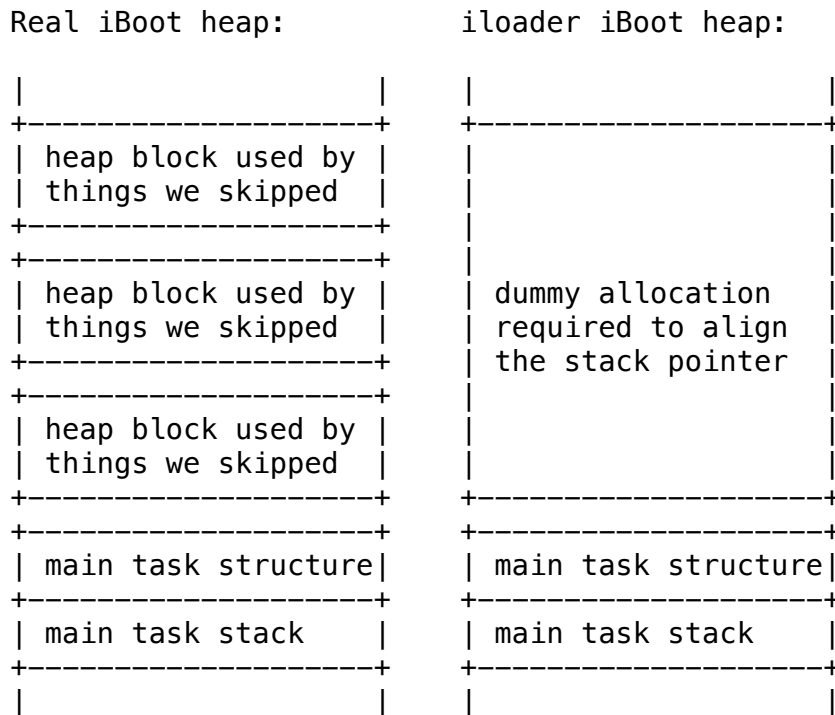 Real iBoot heap:
iloader iBoot heap:
heap block used by
things we skipped
heap block used by
things we skipped
heap block used by
things we skipped
main task structure
main task stack
dummy allocation
required to align
the stack pointer
main task structure
main task stack